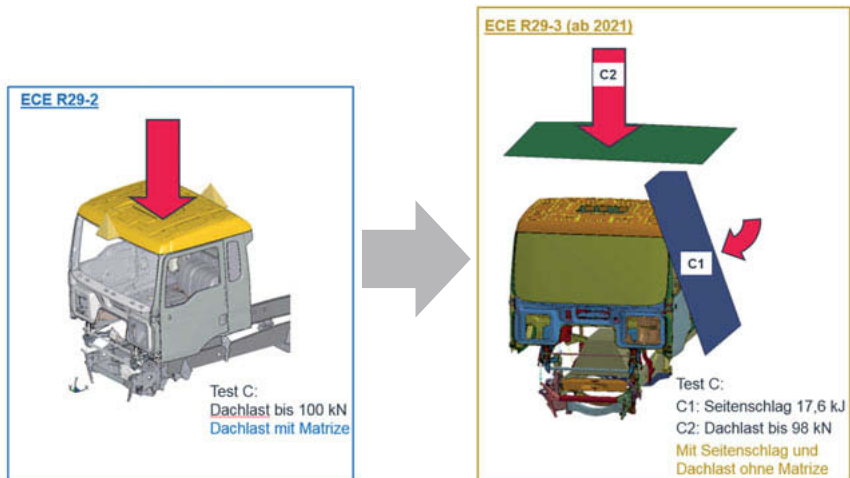 ECE R29-2
Test C:
Dachlast bis 100 kN
Dachlast mit Matrize
ECE R29-3 (ab 2021)
C2
C1
Test C:
C1: Seitenschlag 17,6 kJ
C2: Dachlast bis 98 kN
Mit Seitenschlag und
Dachlast ohne Matrize